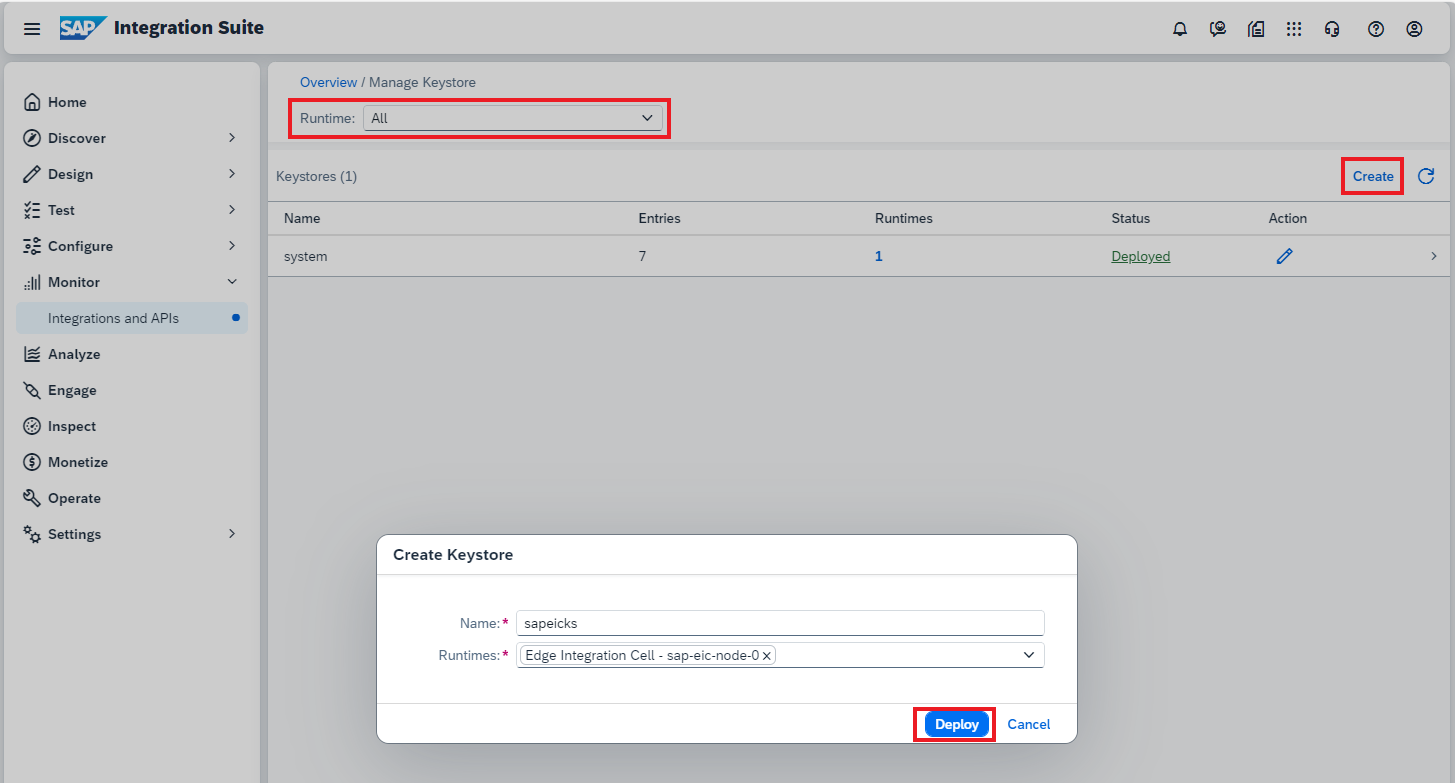 SAP Integration Suite
Home
Discover
Design
Test
Configure
Monitor
Integrations and APIs
Analyze
Engage
Inspect
Monetize
Operate
Settings
Overview / Manage Keystore
Runtime: All
Keystores (1)
Create
Name Entries Runtimes Status Action
system 7 1 Deployed
Create Keystore
Name:* sapeicks
Runtimes:* Edge Integration Cell - sap-eic-node-0
Deploy Cancel